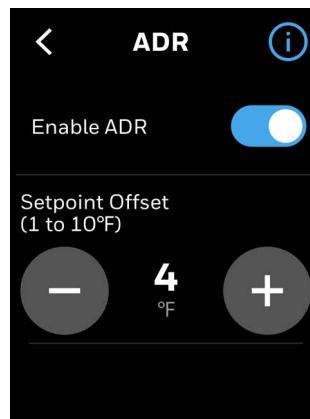 ADR
Enable ADR
Setpoint Offset
(1 to 10°F)
4
°F